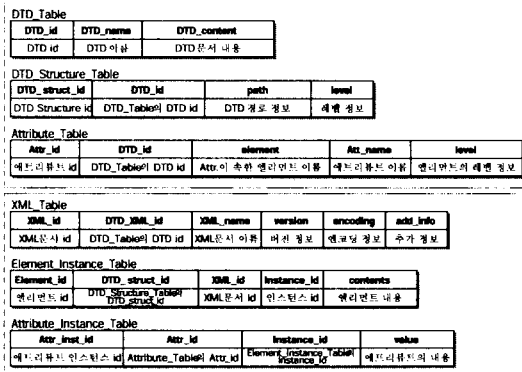 DTD_Table
DTD_id DTD_name DTD_content
DTD id DTD 이름 DTD 문서 내용
DTD_Structure_Table
DTD_struct_id DTD_id path level
DTD Structure id DTD_Table의 DTD id DTD 경로 정보 레벨 정보
Attribute_Table
Attr_id DTD_id element Att_name level
애트리뷰트 id DTD_Table의 DTD id Attr.이 속한 엘리먼트 이름 애트리뷰트 이름 엘리먼트의 레벨 정보
XML_Table
XML_id DTD_XML_id XML_name version encoding add_info
XML문서 id DTD_Table의 DTD id XML문서 이름 버전 정보 엔코딩 정보 추가 정보
Element_Instance_Table
Element_id DTD_struct_id XML_id Instance_id contents
엘리먼트 id DTD_Structure_Table의 DTD_struct_id XML문서 id 인스턴스 id 엘리먼트 내용
Attribute_Instance_Table
Attr_inst_id Attr_id Instance_id value
애트리뷰트 인스턴스 id Attribute_Table의 Attr_id Element_Instance_Table의 Instance_id 애트리뷰트의 내용